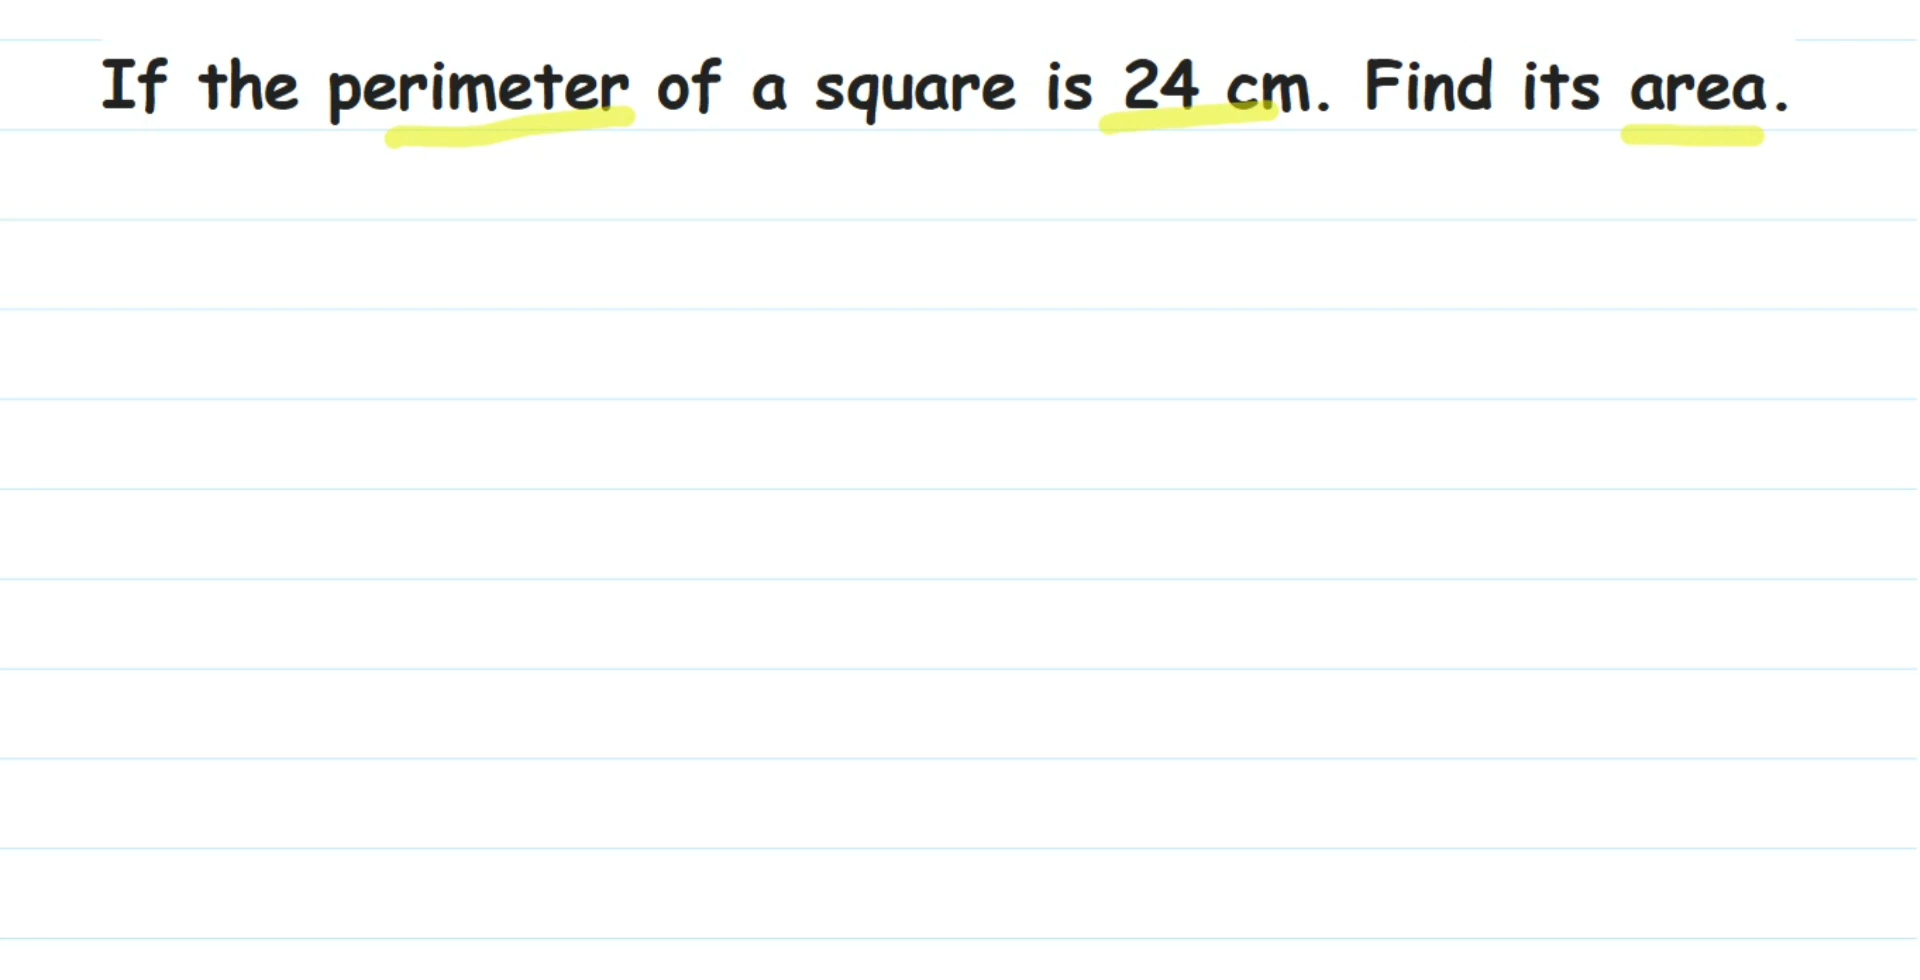 If the perimeter of a square is 24 cm. Find its area.